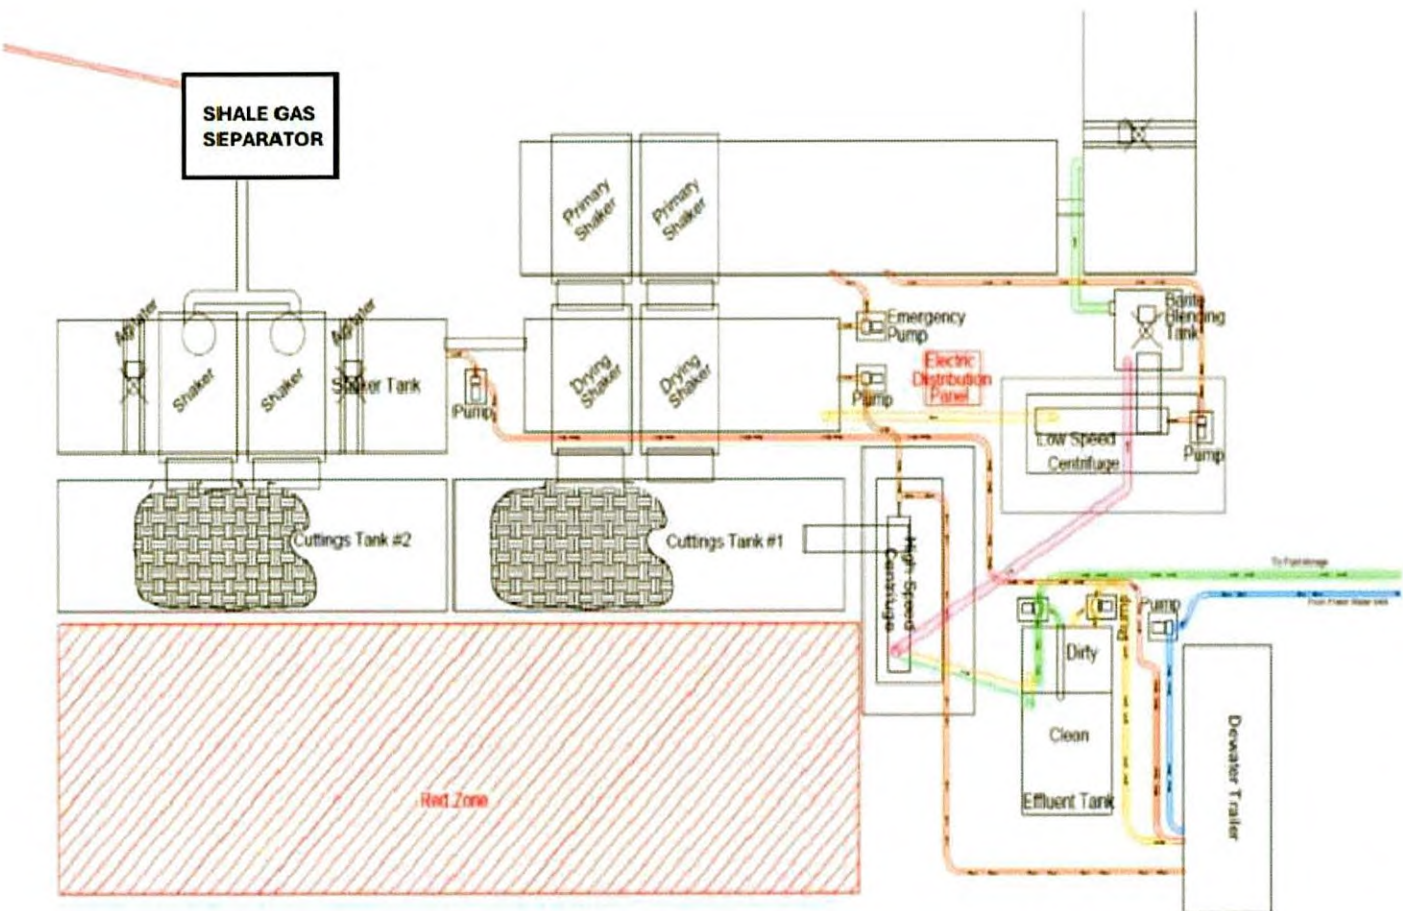 SHALE GAS
SEPARATOR
Primary
Shaker
Primary
Shaker
Agitator
Agitator
Shaker
Shaker
Shaker Tank
Pump
Drying
Shaker
Drying
Shaker
Emergency
Pump
Pump
Electric
Distribution
Panel
Barite
Blending
Tank
Low Speed
Centrifuge
Pump
Cuttings Tank #2
Cuttings Tank #1
High Speed
Centrifuge
Pump
Pump
Dirty
Clean
Effluent Tank
Dewater Trailer
Red Zone